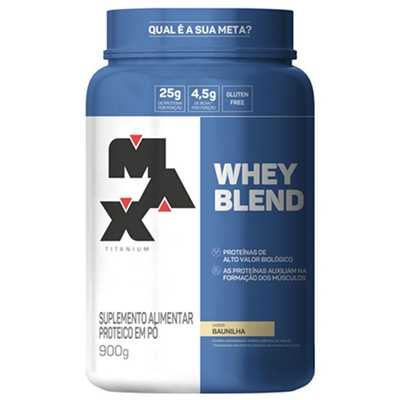 QUAL É A SUA META?
25g
DE PROTEÍNA
POR PORÇÃO
4,5g
DE BCAA
POR PORÇÃO
GLUTEN
FREE
MAX
TITANIUM
WHEY
BLEND
PROTEÍNAS DE
ALTO VALOR BIOLÓGICO
AS PROTEÍNAS AUXILIAM NA
FORMAÇÃO DOS MÚSCULOS
SUPLEMENTO ALIMENTAR
PROTEICO EM PÓ
900g
SABOR
BAUNILHA